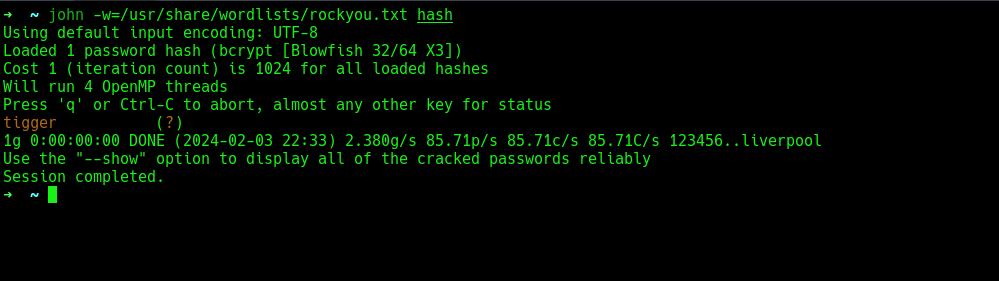 → ~ john -w=/usr/share/wordlists/rockyou.txt hash
Using default input encoding: UTF-8
Loaded 1 password hash (bcrypt [Blowfish 32/64 X3])
Cost 1 (iteration count) is 1024 for all loaded hashes
Will run 4 OpenMP threads
Press 'q' or Ctrl-C to abort, almost any other key for status
tigger           (?)
1g 0:00:00:00 DONE (2024-02-03 22:33) 2.380g/s 85.71p/s 85.71c/s 85.71C/s 123456..liverpool
Use the "--show" option to display all of the cracked passwords reliably
Session completed.
→ ~